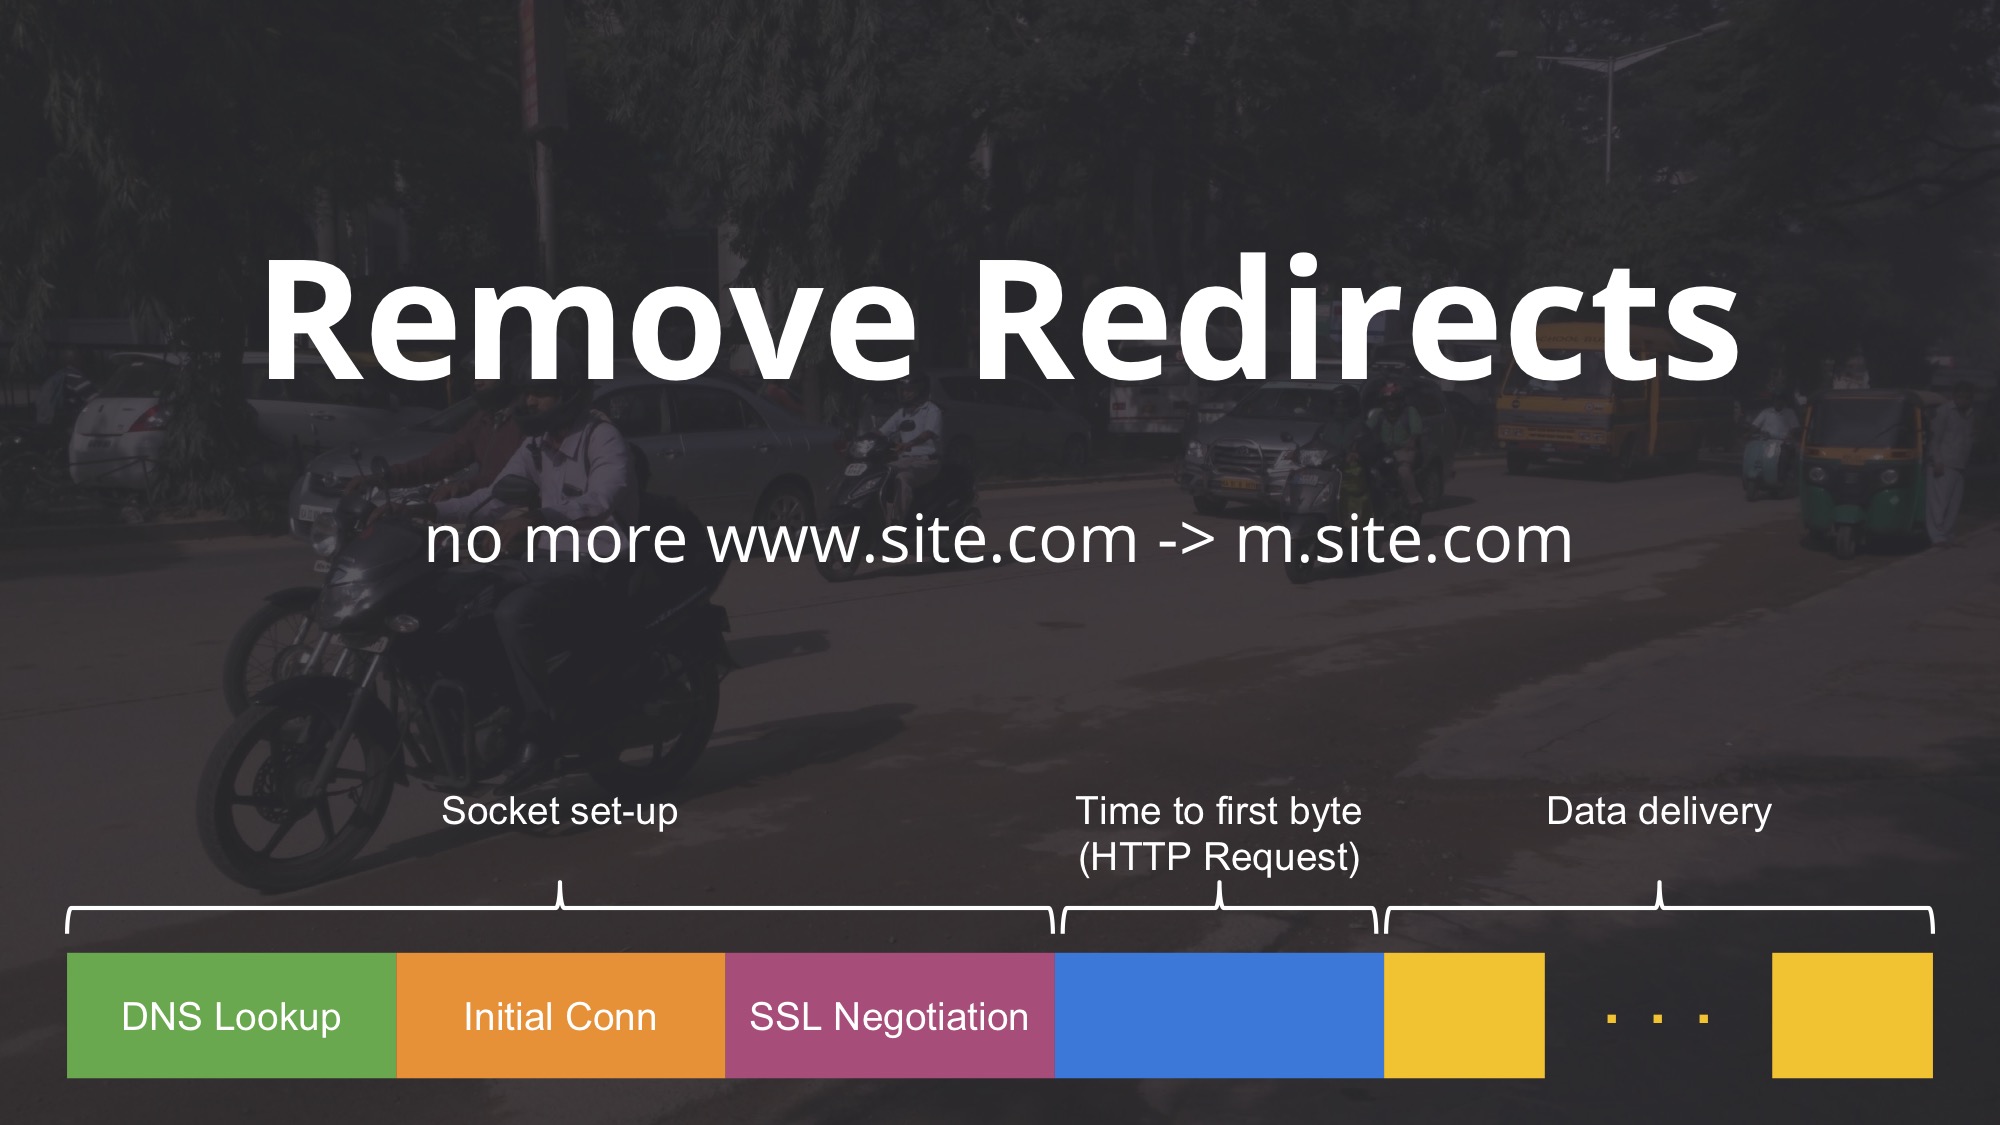 Remove Redirects
no more www.site.com -> m.site.com
Socket set-up
Time to first byte
(HTTP Request)
Data delivery
DNS Lookup
Initial Conn
SSL Negotiation
. . .